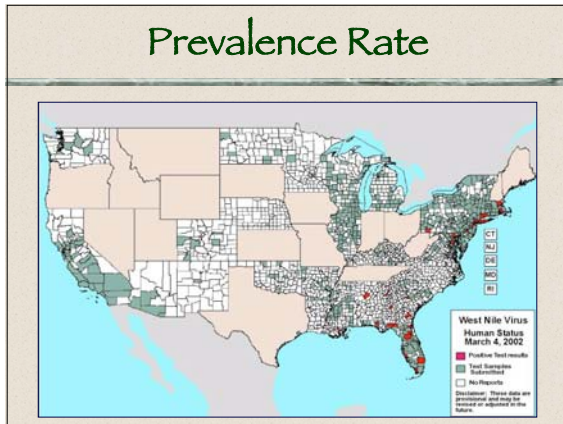 Prevalence Rate
CT
NJ
DE
MD
RI
West Nile Virus
Human Status
March 4, 2002
Positive Test results
Test Samples
Submitted
No Reports
Disclaimer: These data are
provisional and may be
revised or adjusted in the
future.